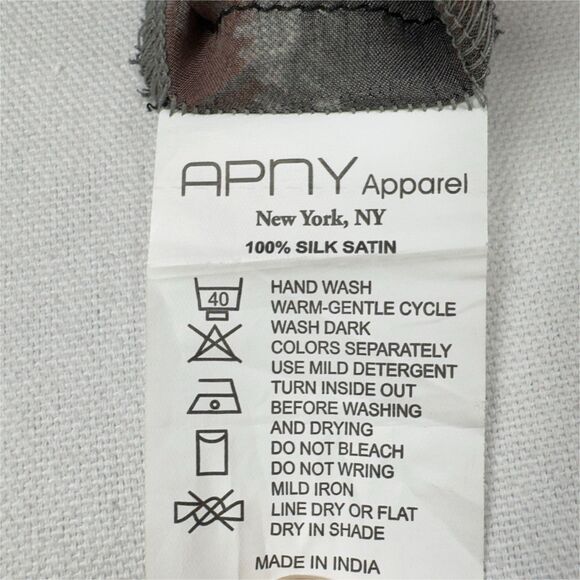 APNY Apparel
New York, NY
100% SILK SATIN
40
HAND WASH
WARM-GENTLE CYCLE
WASH DARK
COLORS SEPARATELY
USE MILD DETERGENT
TURN INSIDE OUT
BEFORE WASHING
AND DRYING
DO NOT BLEACH
DO NOT WRING
MILD IRON
LINE DRY OR FLAT
DRY IN SHADE
MADE IN INDIA